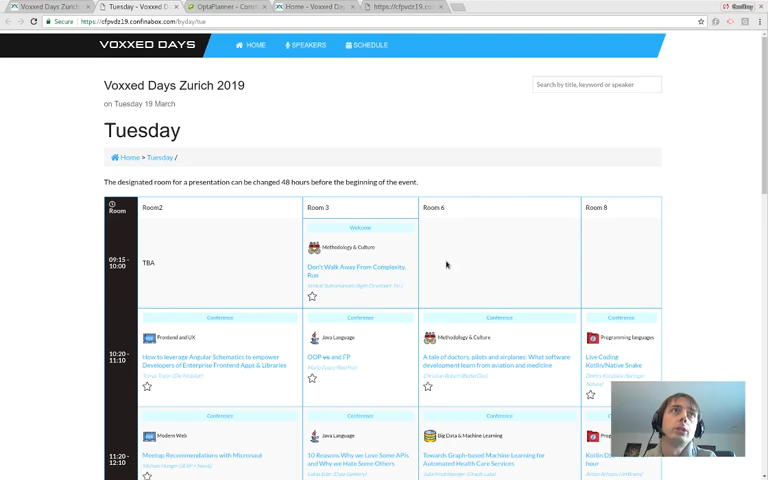 Voxxed Days Zurich
Tuesday - Voxxed D
OptaPlanner - Comm
Home - Voxxed Day
https://cfpvdz19.con
Secure https://cfpvdz19.confinabox.com/byday/tue
VOXXED DAYS
HOME
SPEAKERS
SCHEDULE
Voxxed Days Zurich 2019
Search by title, keyword or speaker
on Tuesday 19 March
Tuesday
Home > Tuesday /
The designated room for a presentation can be changed 48 hours before the beginning of the event.
Room
Room2
Room 3
Room 6
Room 8
09:15 -
10:00
TBA
Welcome
Methodology & Culture
Don't Walk Away From Complexity,
Run
10:20 -
11:10
Conference
Frontend and UX
How to leverage Angular Schematics to empower
Developers of Enterprise Frontend Apps & Libraries
Conference
Java Language
OOP vs and FP
Conference
Methodology & Culture
A tale of doctors, pilots and airplanes: What software
development learn from aviation and medicine
Conference
Programming languages
Live Coding
Kotlin/Native Snake
11:20 -
12:10
Conference
Modern Web
Meetup Recommendations with Micronaut
Conference
Java Language
10 Reasons Why we Love Some APIs
and Why we Hate Some Others
Conference
Big Data & Machine Learning
Towards Graph-based Machine Learning for
Automated Health Care Services